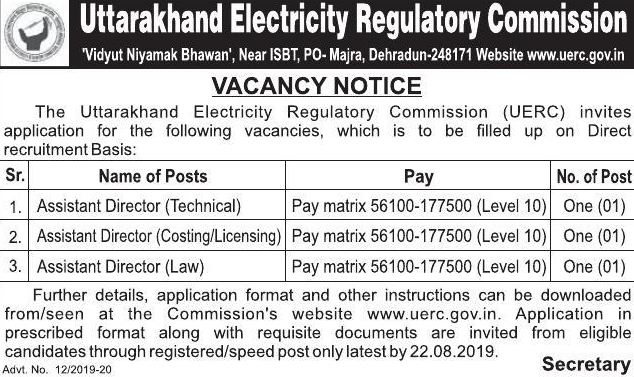 Uttarakhand Electricity Regulatory Commission
'Vidyut Niyamak Bhawan', Near ISBT, PO- Majra, Dehradun-248171 Website www.uerc.gov.in
VACANCY NOTICE
The Uttarakhand Electricity Regulatory Commission (UERC) invites
application for the following vacancies, which is to be filled up on Direct
recruitment Basis:
Sr. Name of Posts Pay No. of Post
1. Assistant Director (Technical) Pay matrix 56100-177500 (Level 10) One (01)
2. Assistant Director (Costing/Licensing) Pay matrix 56100-177500 (Level 10) One (01)
3. Assistant Director (Law) Pay matrix 56100-177500 (Level 10) One (01)
Further details, application format and other instructions can be downloaded
from/seen at the Commission's website www.uerc.gov.in. Application in
prescribed format along with requisite documents are invited from eligible
candidates through registered/speed post only latest by 22.08.2019.
Advt. No. 12/2019-20 Secretary